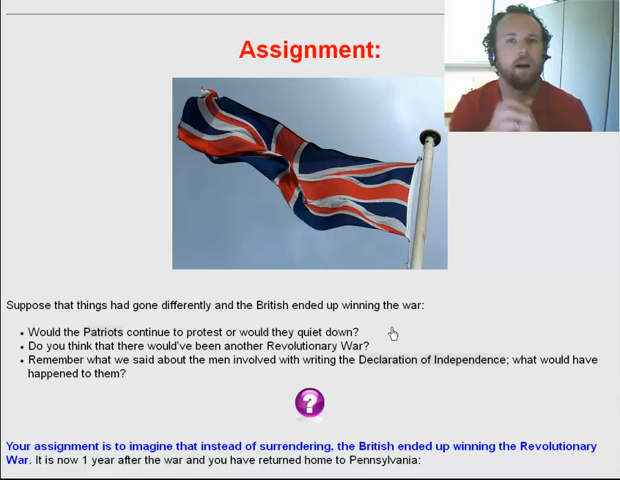 Assignment:
Suppose that things had gone differently and the British ended up winning the war:
• Would the Patriots continue to protest or would they quiet down?
• Do you think that there would've been another Revolutionary War?
• Remember what we said about the men involved with writing the Declaration of Independence; what would have
happened to them?
?
Your assignment is to imagine that instead of surrendering, the British ended up winning the Revolutionary
War. It is now 1 year after the war and you have returned home to Pennsylvania: